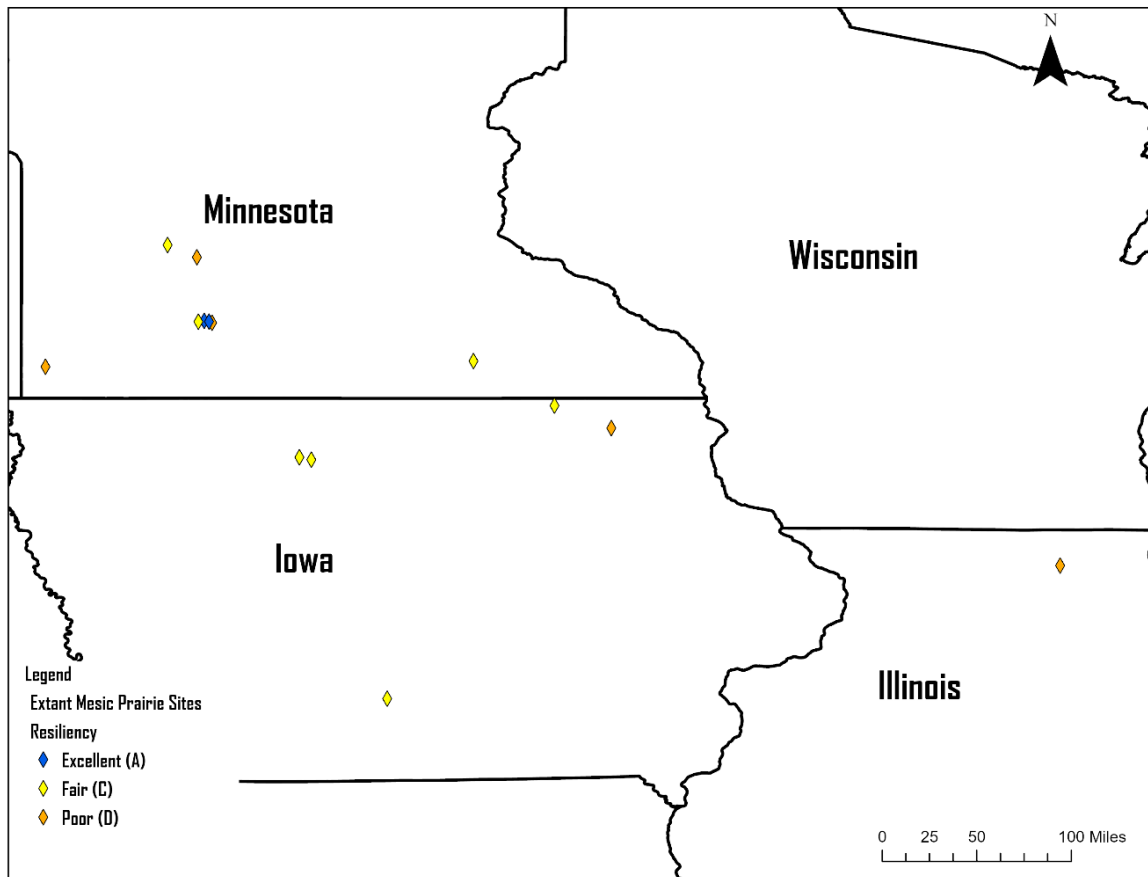 N
Minnesota
Wisconsin
Iowa
Illinois
Legend
Extant Mesic Prairie Sites
Resiliency
Excellent (A)
Fair (C)
Poor (D)
0 25 50 100 Miles